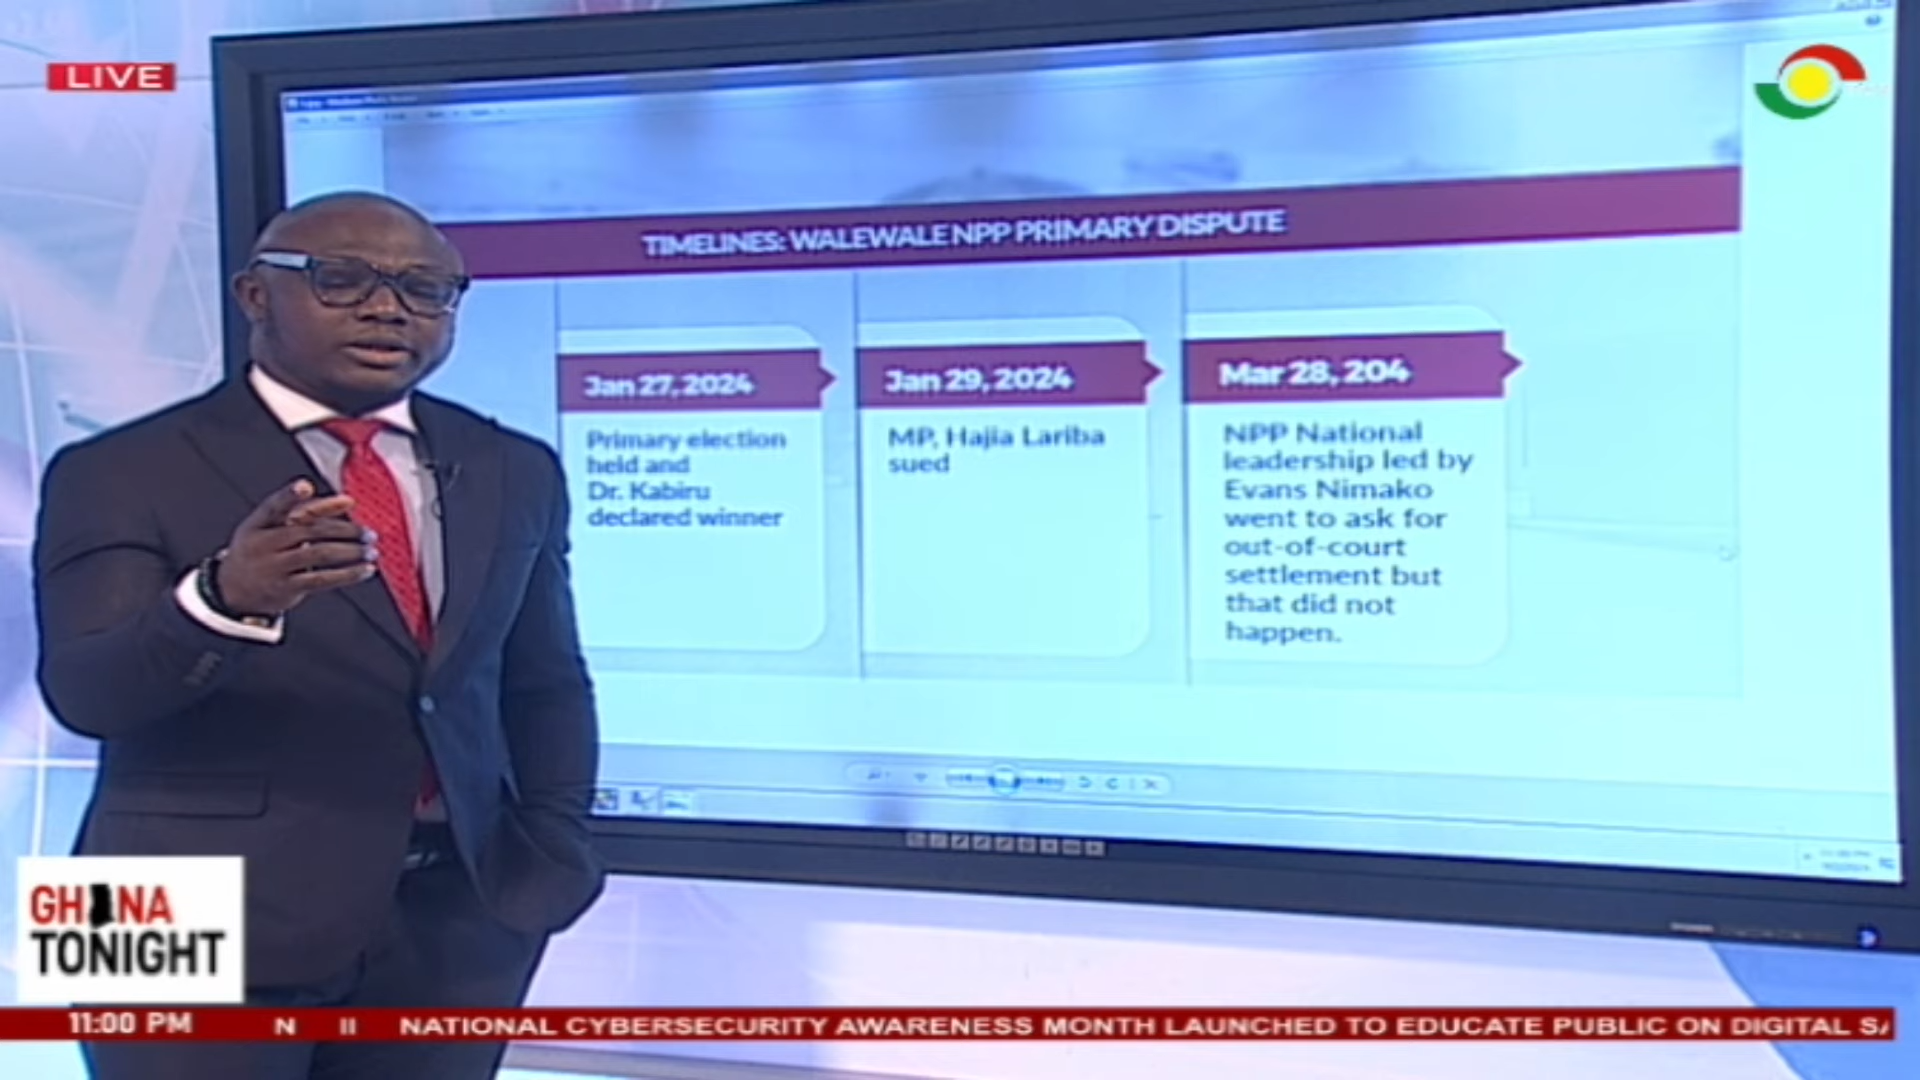 LIVE
TIMELINES: WALEWALE NPP PRIMARY DISPUTE
Jan 27, 2024
Primary election
held and
Dr. Kabiru
declared winner
Jan 29, 2024
MP, Hajia Lariba
sued
Mar 28, 204
NPP National
leadership led by
Evans Nimako
went to ask for
out-of-court
settlement but
that did not
happen.
GHANA
TONIGHT
11:00 PM
N II NATIONAL CYBERSECURITY AWARENESS MONTH LAUNCHED TO EDUCATE PUBLIC ON DIGITAL